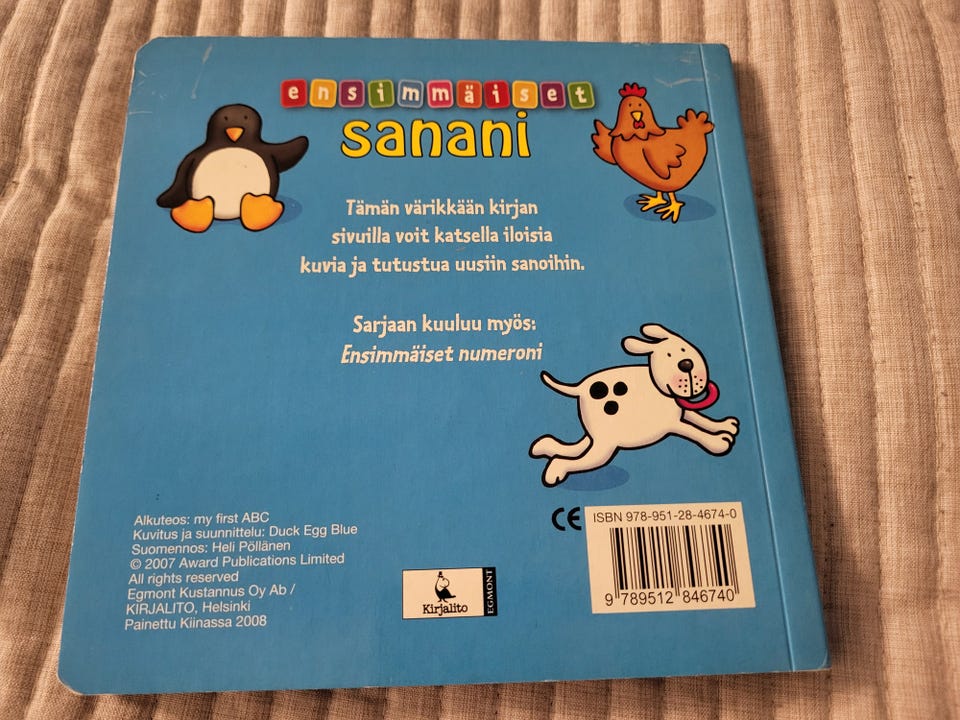 ensimmäiset
sanani
Tämän värikkään kirjan
sivuilla voit katsella iloisia
kuvia ja tutustua uusiin sanoihin.
Sarjaan kuuluu myös:
Ensimmäiset numeroni
Alkuteos: my first ABC
Kuvitus ja suunnittelu: Duck Egg Blue
Suomennos: Heli Pöllänen
© 2007 Award Publications Limited
All rights reserved
Egmont Kustannus Oy Ab /
KIRJALITO, Helsinki
Painettu Kiinassa 2008
Kirjalito
EGMONT
CE
ISBN 978-951-28-4674-0
9 789512 846740